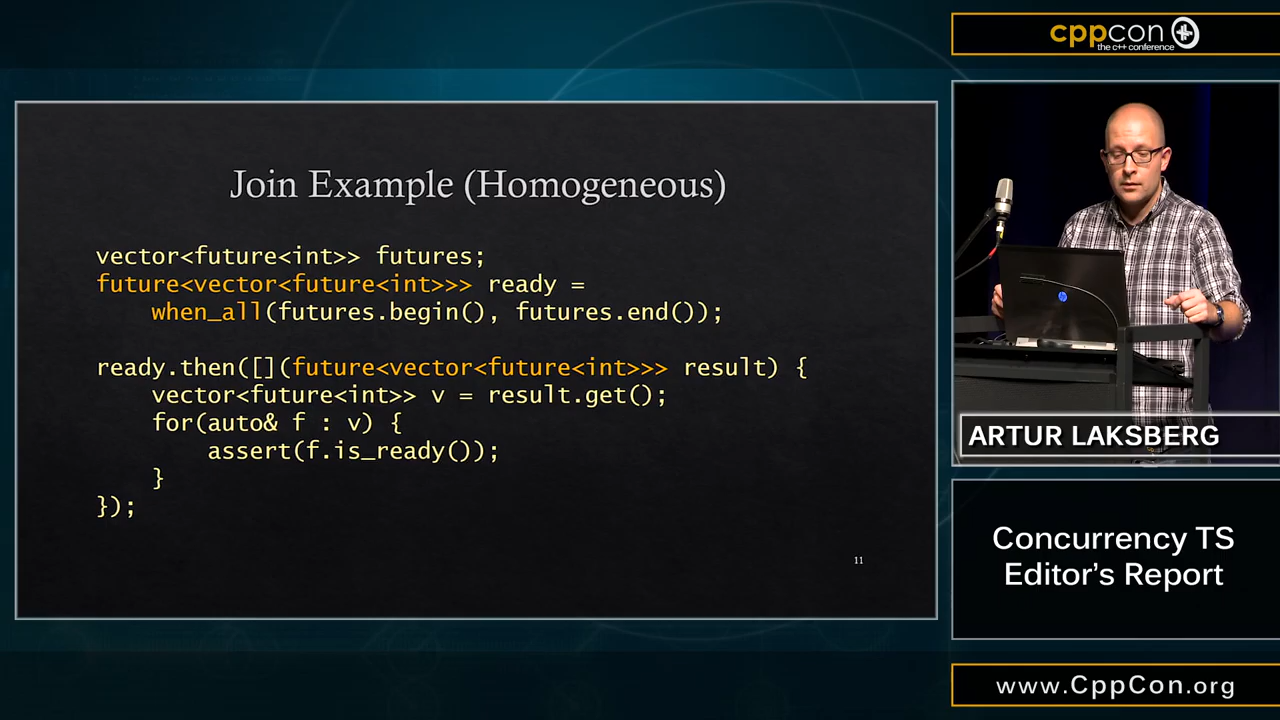 cppcon
the c++ conference
Join Example (Homogeneous)
vector<future<int>> futures;
future<vector<future<int>>> ready =
    when_all(futures.begin(), futures.end());
ready.then([](future<vector<future<int>>> result) {
    vector<future<int>> v = result.get();
    for(auto& f : v) {
        assert(f.is_ready());
    }
});
11
ARTUR LAKSBERG
Concurrency TS
Editor's Report
www.CppCon.org